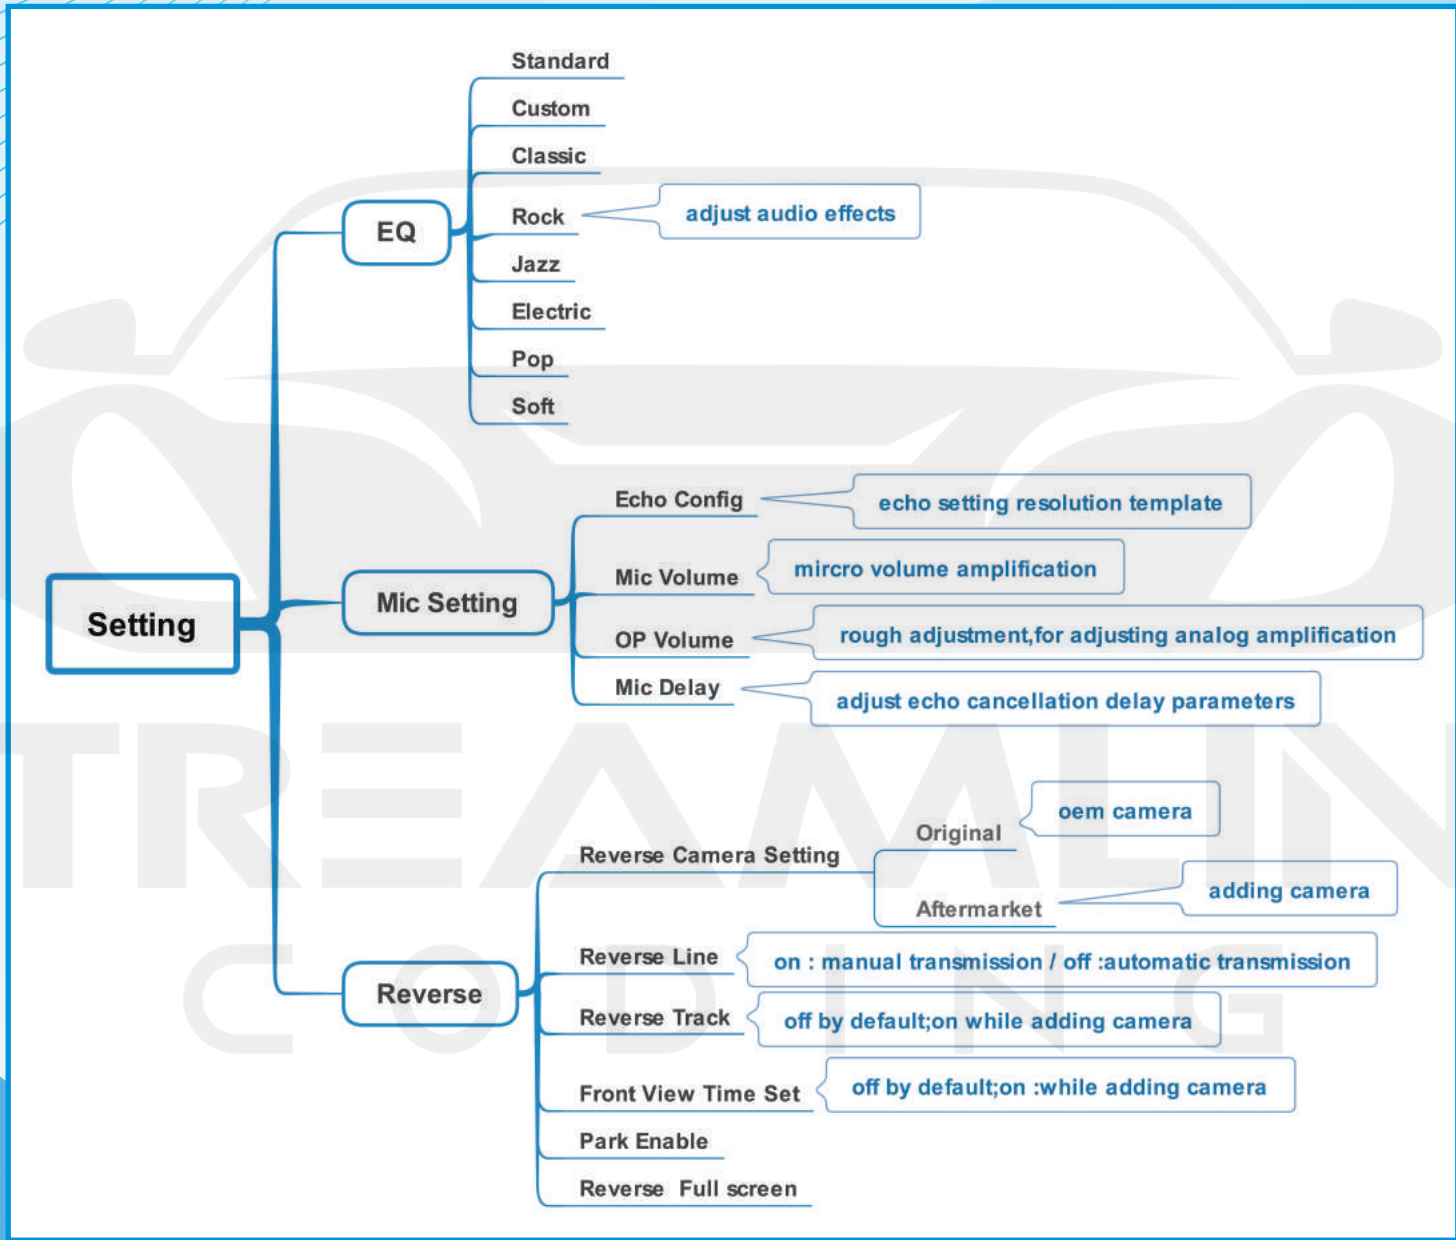 Standard
Custom
Classic
Rock
adjust audio effects
EQ
Jazz
Electric
Pop
Soft
Echo Config
echo setting resolution template
Mic Volume
mircro volume amplification
Mic Setting
Setting
OP Volume
rough adjustment,for adjusting analog amplification
Mic Delay
adjust echo cancellation delay parameters
TREAMLIN
CODING
oem camera
Original
Reverse Camera Setting
adding camera
Aftermarket
Reverse Line
on : manual transmission / off :automatic transmission
Reverse
Reverse Track
off by default;on while adding camera
Front View Time Set
off by default;on :while adding camera
Park Enable
Reverse Full screen